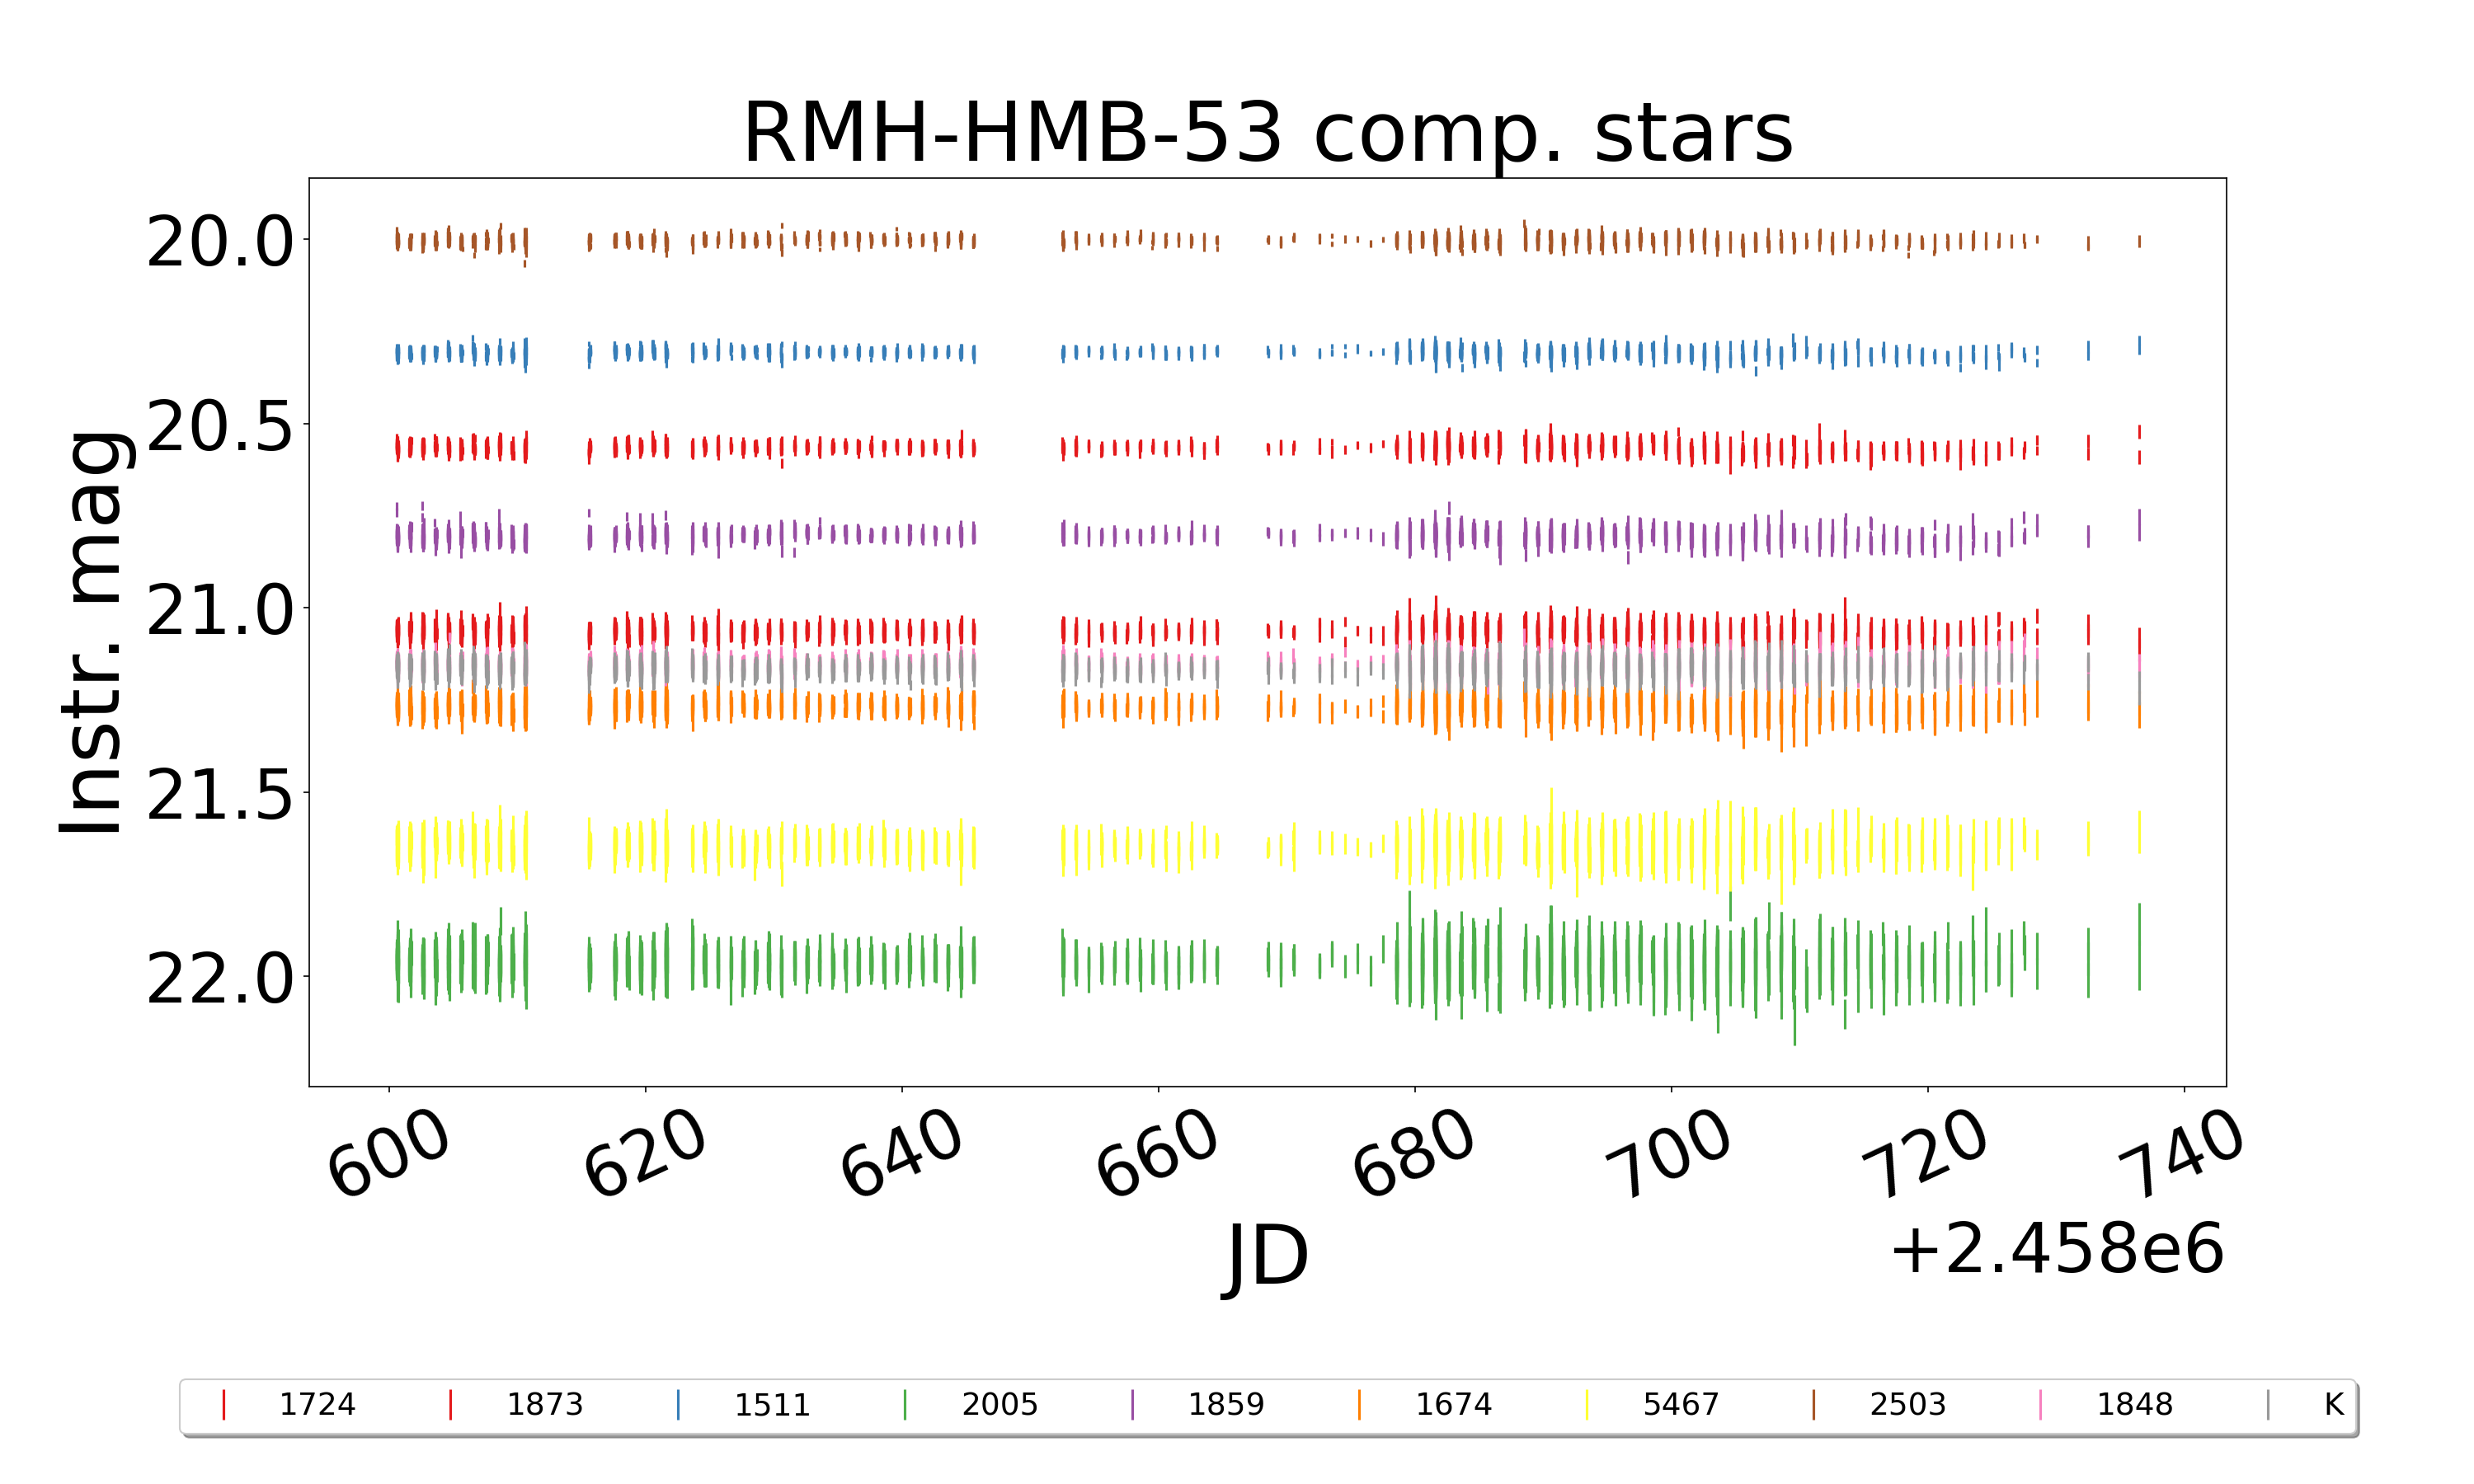 RMH-HMB-53 comp. stars
Instr. mag
20.0
20.5
21.0
21.5
22.0
600 620 640 660 680 700 720 740
JD
+2.458e6
1724 1873 1511 2005 1859 1674 5467 2503 1848 K